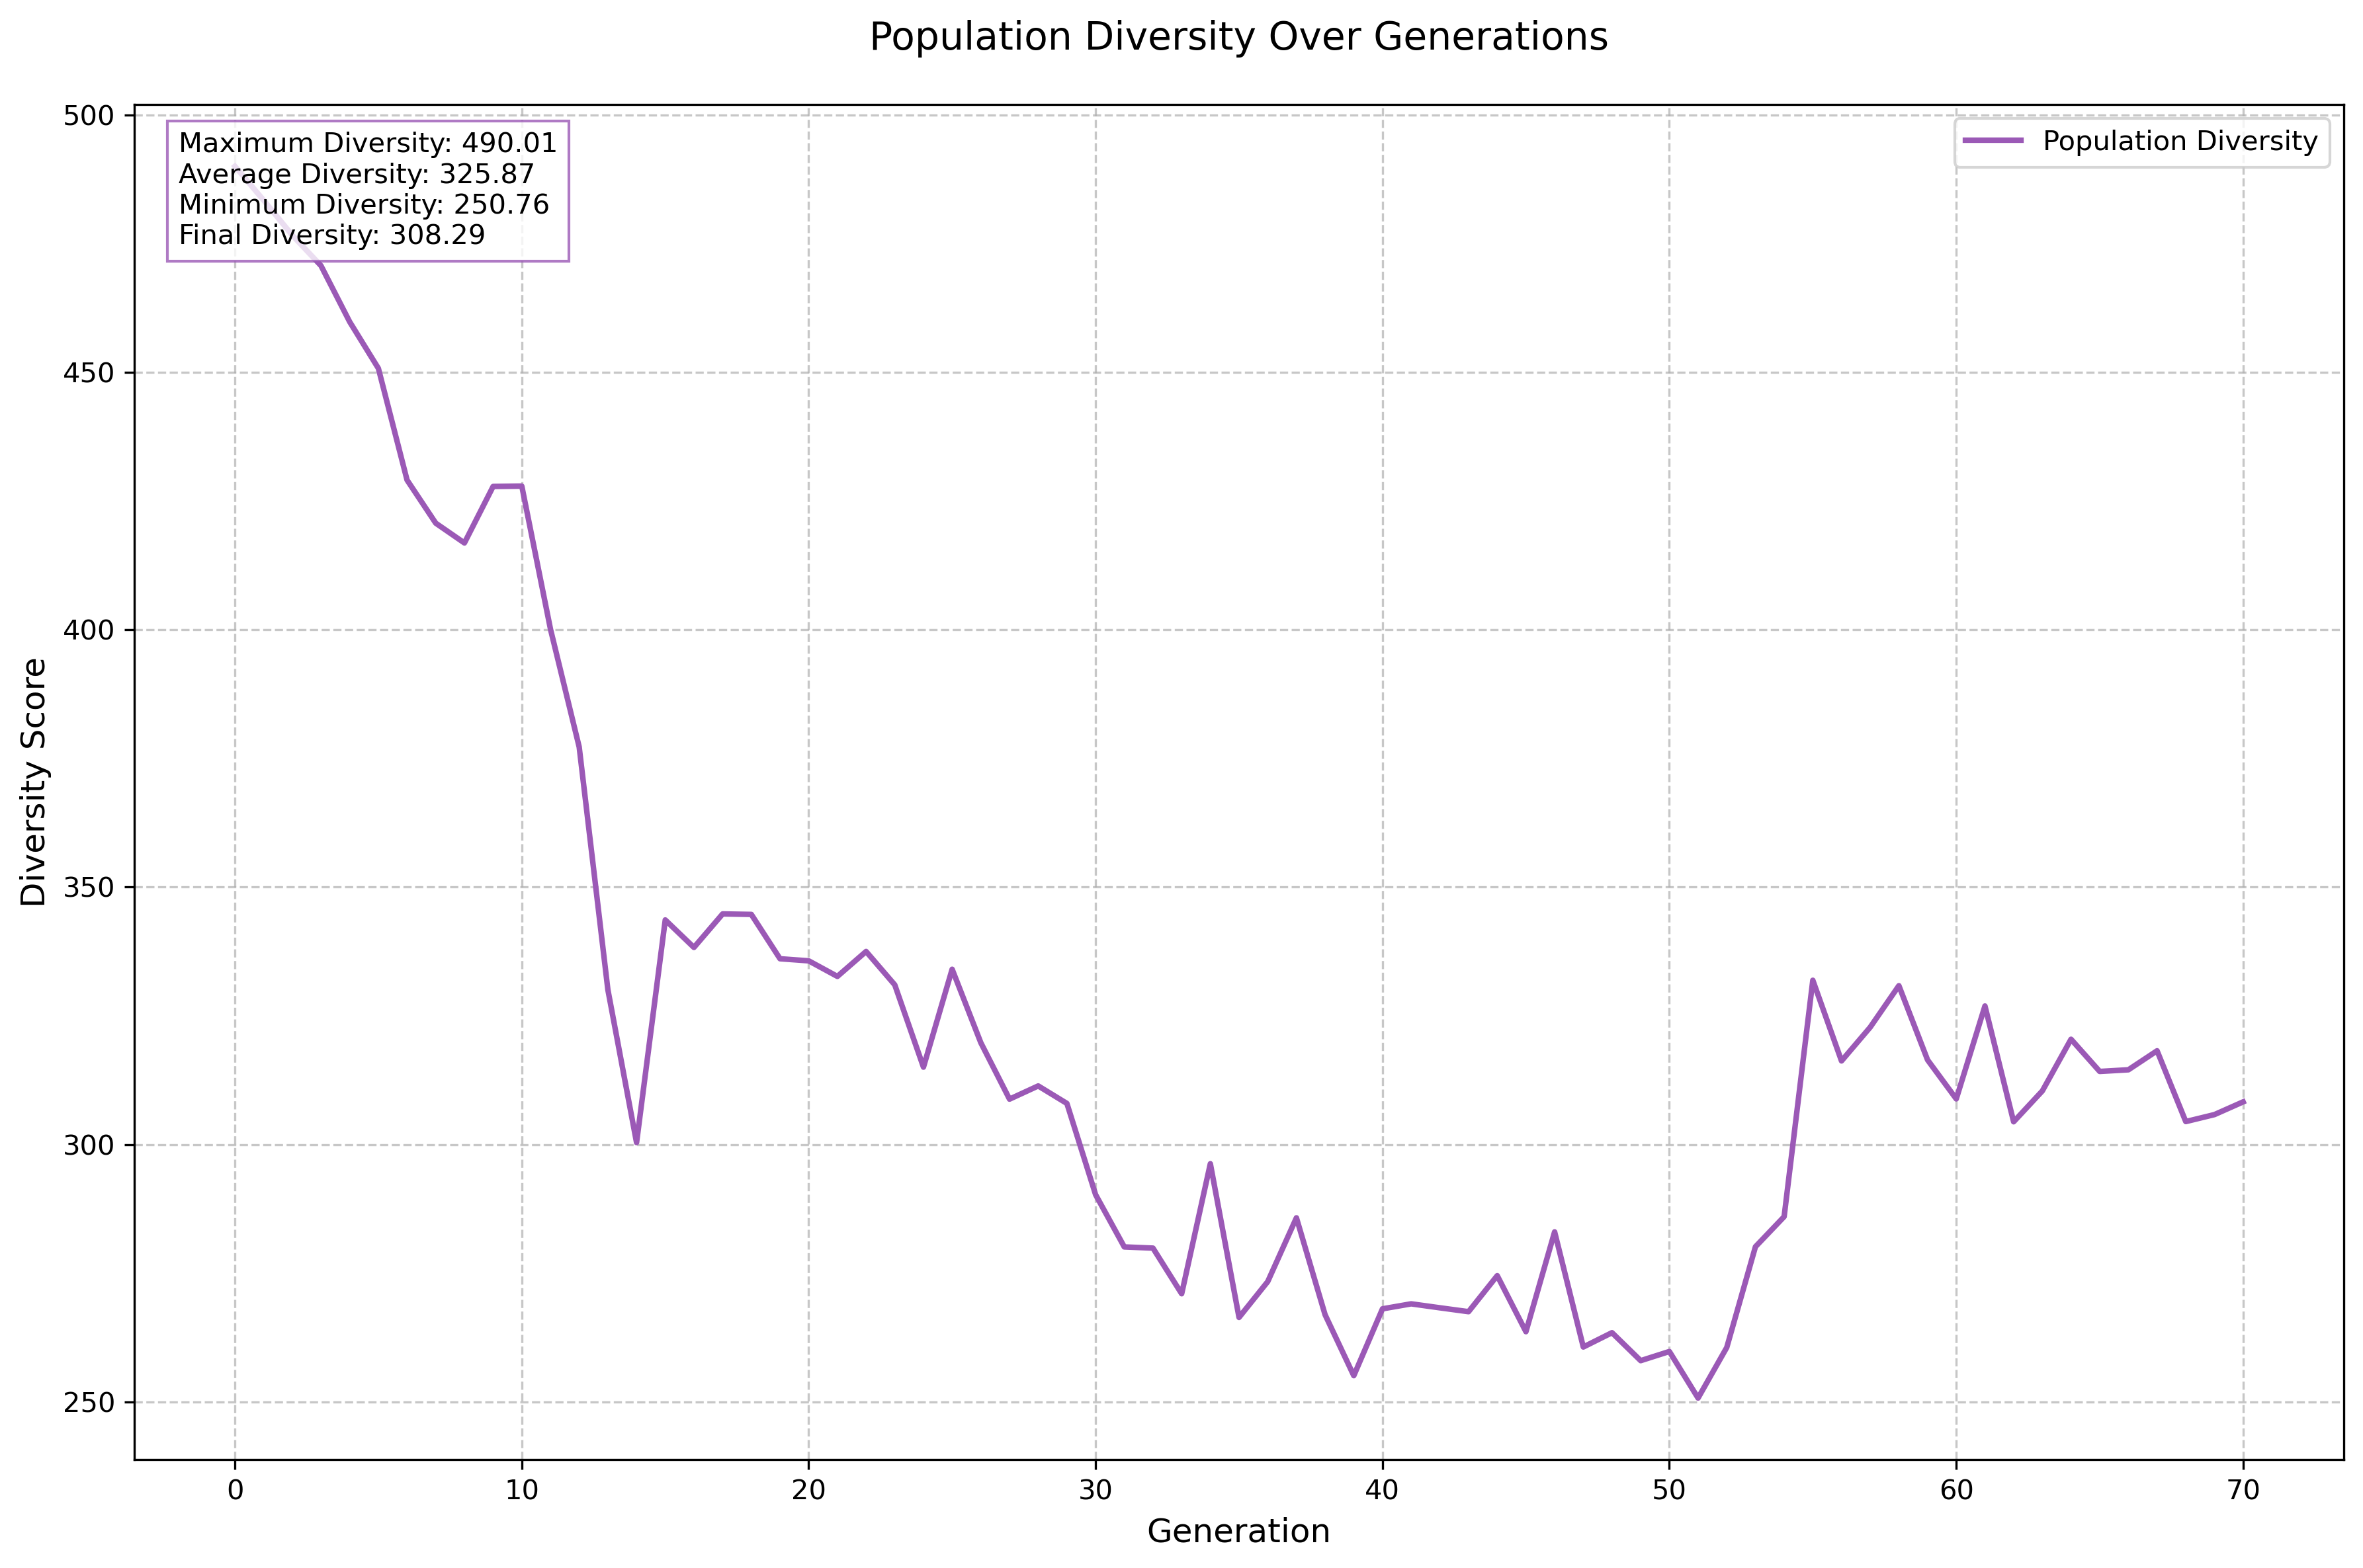 Population Diversity Over Generations
500
Maximum Diversity: 490.01
Average Diversity: 325.87
Minimum Diversity: 250.76
Final Diversity: 308.29
Population Diversity
450
400
350
300
250
Diversity Score
0 10 20 30 40 50 60 70
Generation